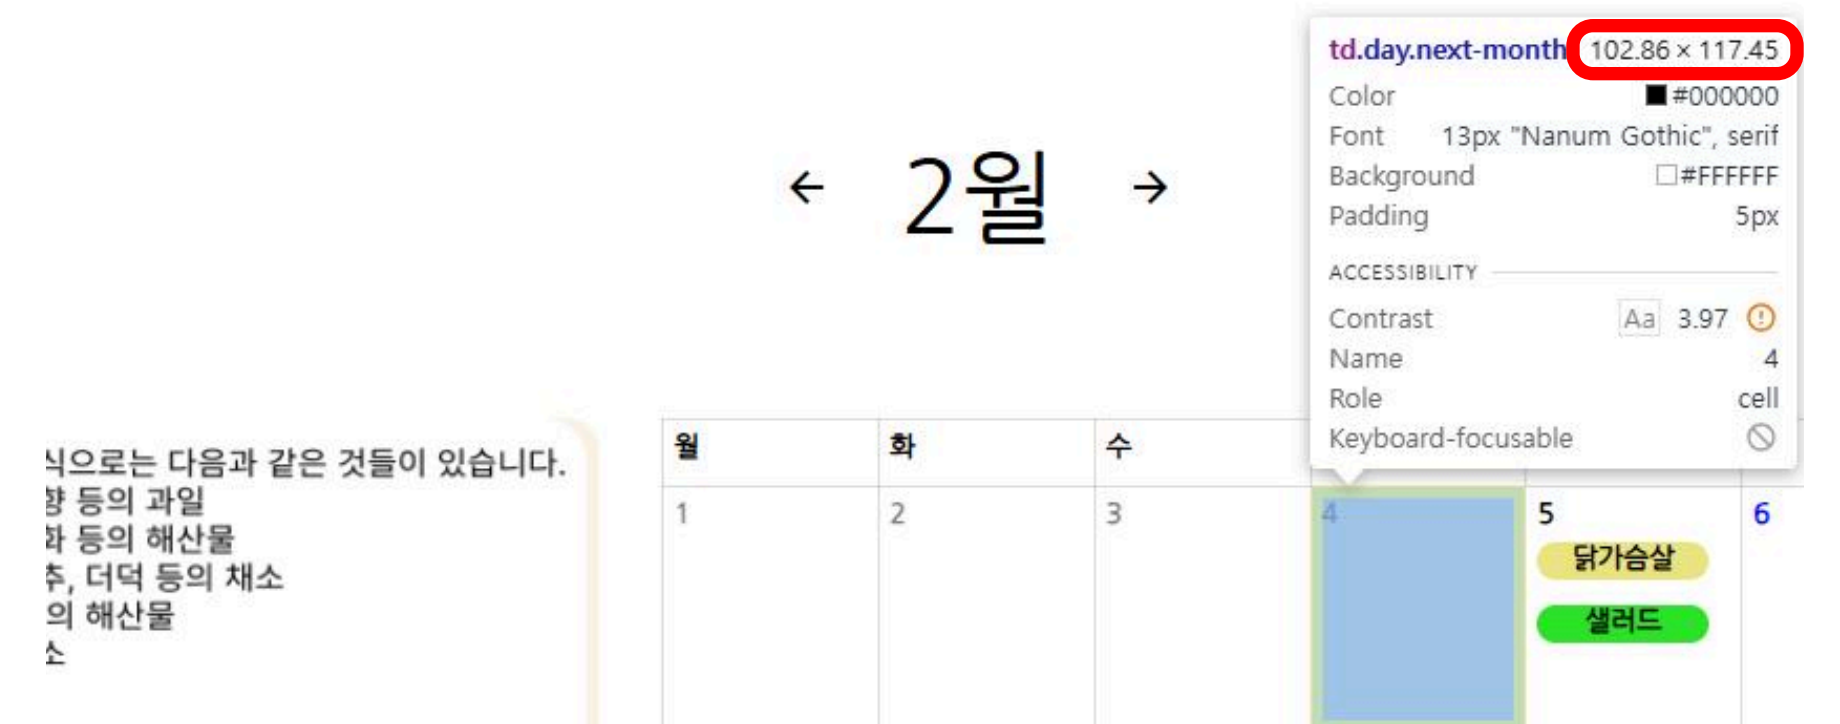 td.day.next-month 102.86 × 117.45
Color #000000
Font 13px "Nanum Gothic", serif
Background #FFFFFF
Padding 5px
ACCESSIBILITY
Contrast Aa 3.97
Name 4
Role cell
Keyboard-focusable
← 2월 →
식으로는 다음과 같은 것들이 있습니다.
향 등의 과일
화 등의 해산물
추, 더덕 등의 채소
의 해산물
소
월 화 수
1 2 3 4 5 6
닭가슴살
샐러드